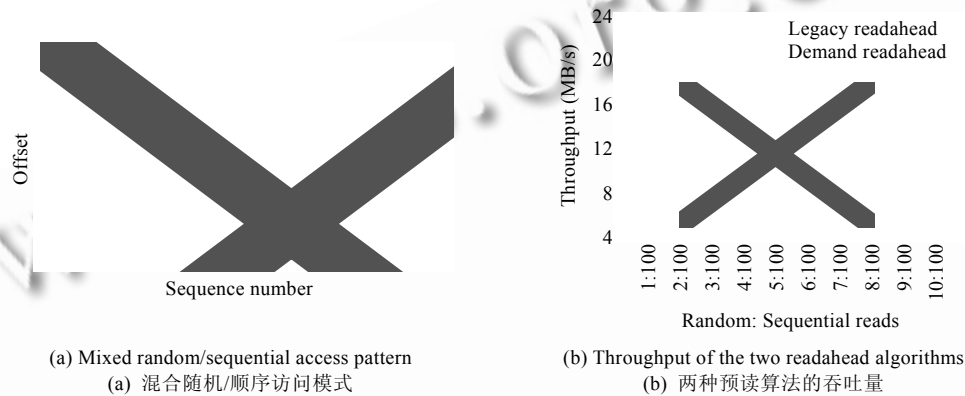 Offset
Sequence number
(a) Mixed random/sequential access pattern
(a) 混合随机/顺序访问模式
Legacy readahead
Demand readahead
Throughput (MB/s)
24
20
16
12
8
4
1:100
2:100
3:100
4:100
5:100
6:100
7:100
8:100
9:100
10:100
Random: Sequential reads
(b) Throughput of the two readahead algorithms
(b) 两种预读算法的吞吐量